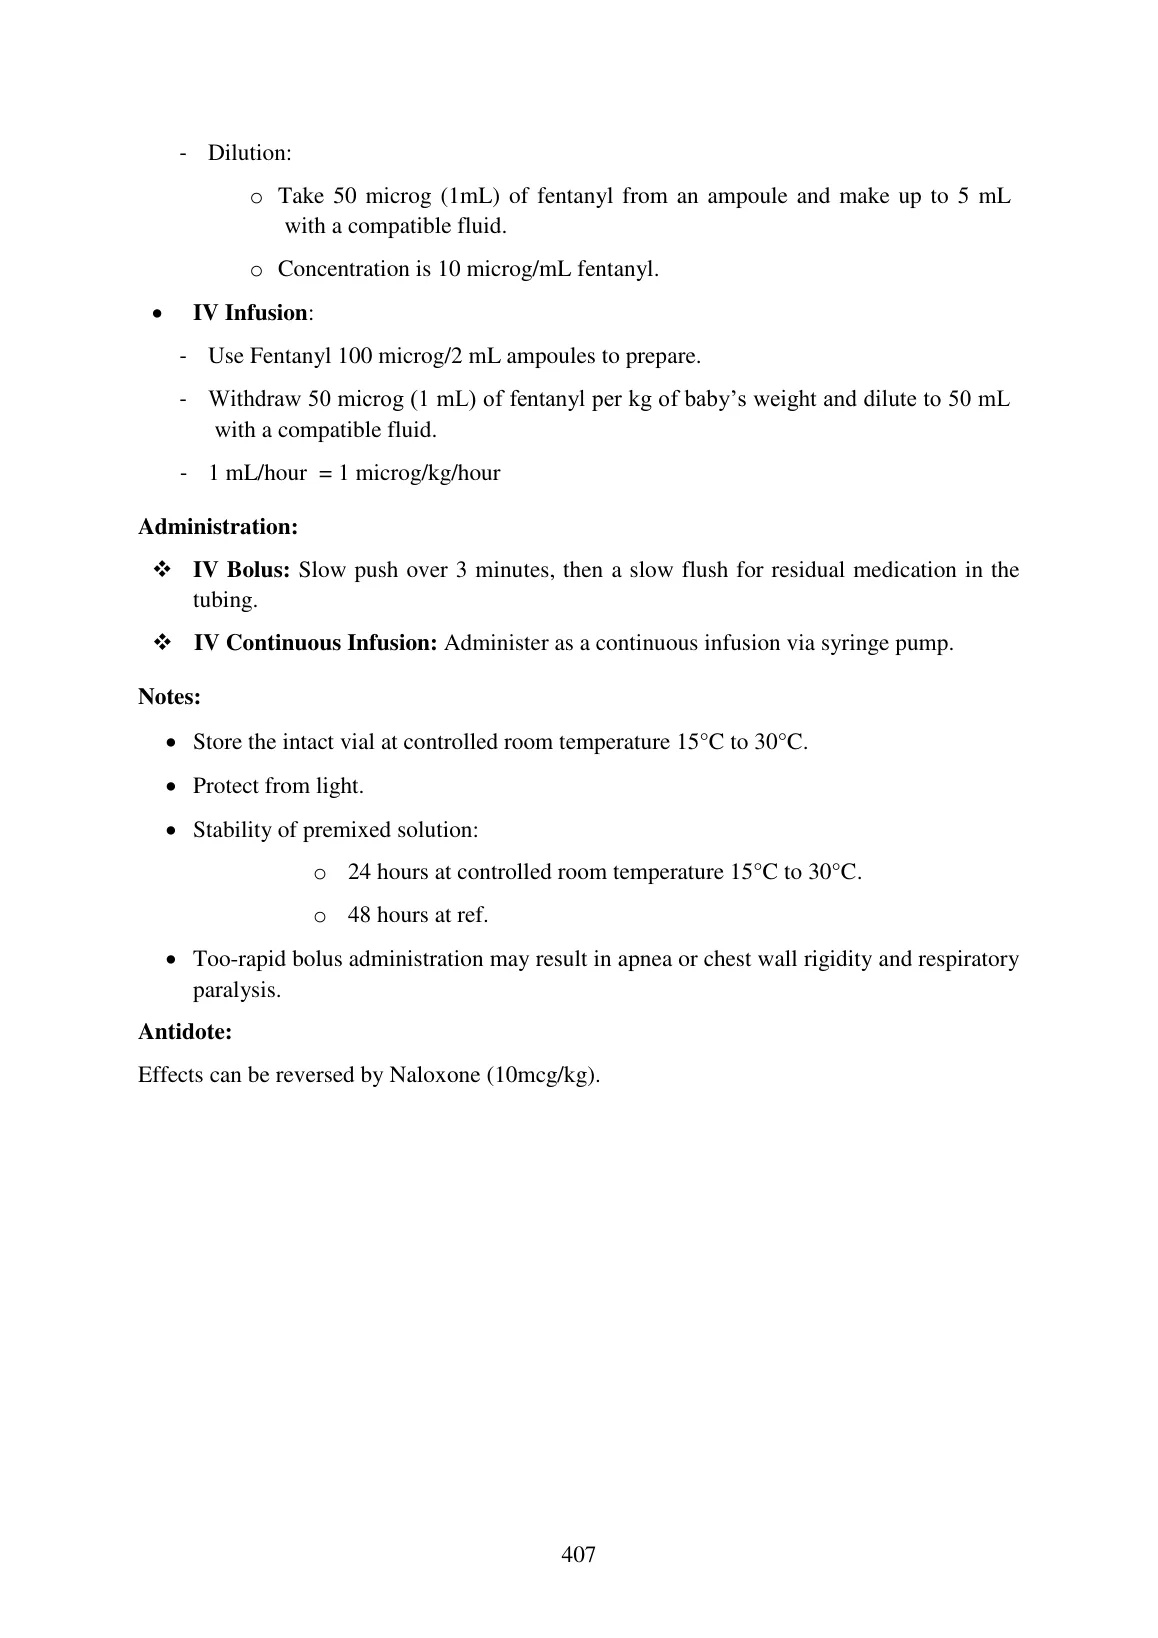 - Dilution:
o Take 50 microg (1mL) of fentanyl from an ampoule and make up to 5 mL
with a compatible fluid.
o Concentration is 10 microg/mL fentanyl.
• IV Infusion:
- Use Fentanyl 100 microg/2 mL ampoules to prepare.
- Withdraw 50 microg (1 mL) of fentanyl per kg of baby’s weight and dilute to 50 mL
with a compatible fluid.
- 1 mL/hour = 1 microg/kg/hour
Administration:
❖ IV Bolus: Slow push over 3 minutes, then a slow flush for residual medication in the
tubing.
❖ IV Continuous Infusion: Administer as a continuous infusion via syringe pump.
Notes:
• Store the intact vial at controlled room temperature 15°C to 30°C.
• Protect from light.
• Stability of premixed solution:
o 24 hours at controlled room temperature 15°C to 30°C.
o 48 hours at ref.
• Too-rapid bolus administration may result in apnea or chest wall rigidity and respiratory
paralysis.
Antidote:
Effects can be reversed by Naloxone (10mcg/kg).
407